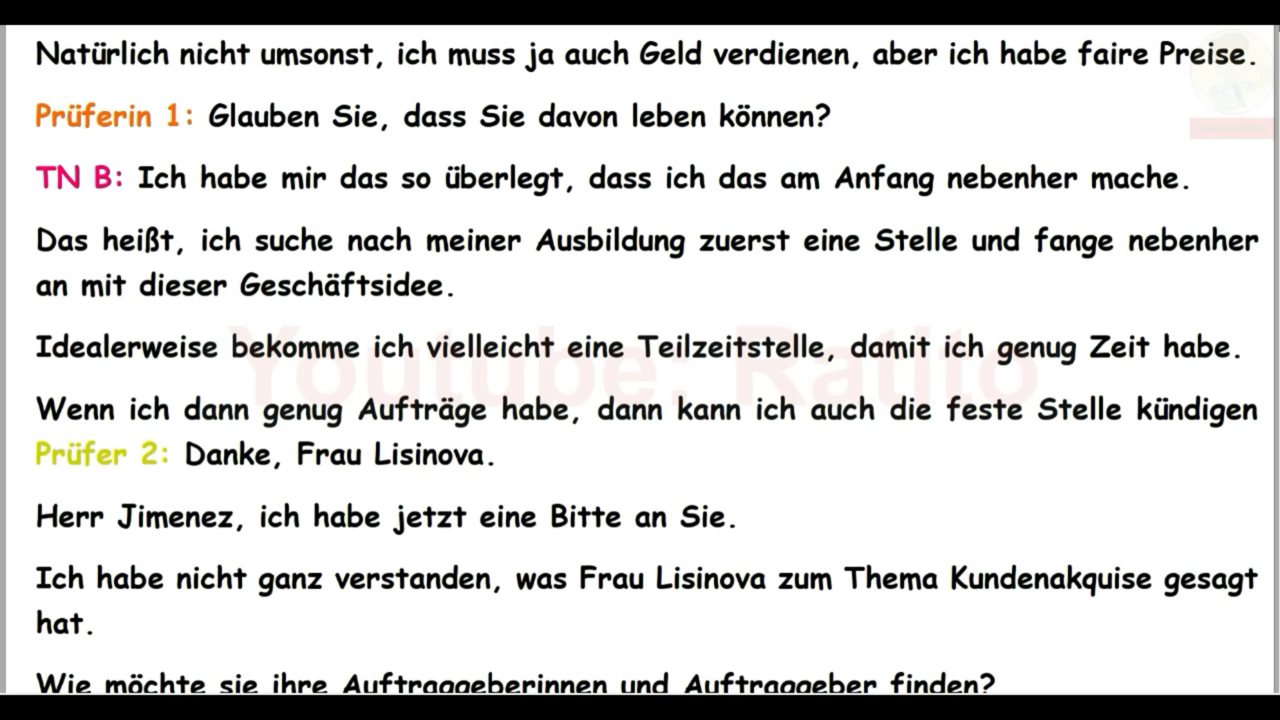 Natürlich nicht umsonst, ich muss ja auch Geld verdienen, aber ich habe faire Preise.
Prüferin 1: Glauben Sie, dass Sie davon leben können?
TN B: Ich habe mir das so überlegt, dass ich das am Anfang nebenher mache.
Das heißt, ich suche nach meiner Ausbildung zuerst eine Stelle und fange nebenher
an mit dieser Geschäftsidee.
Idealerweise bekomme ich vielleicht eine Teilzeitstelle, damit ich genug Zeit habe.
Youtube: Ratito
Wenn ich dann genug Aufträge habe, dann kann ich auch die feste Stelle kündigen
Prüfer 2: Danke, Frau Lisinova.
Herr Jimenez, ich habe jetzt eine Bitte an Sie.
Ich habe nicht ganz verstanden, was Frau Lisinova zum Thema Kundenakquise gesagt
hat.
Wie möchte sie ihre Auftraggeberinnen und Auftraggeber finden?